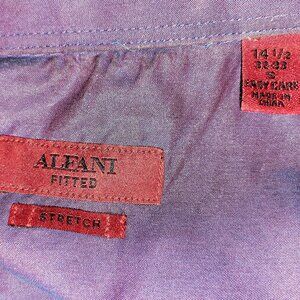 14 1/2
32-33
S
EASY CARE
MADE IN
CHINA
ALFANI
FITTED
STRETCH